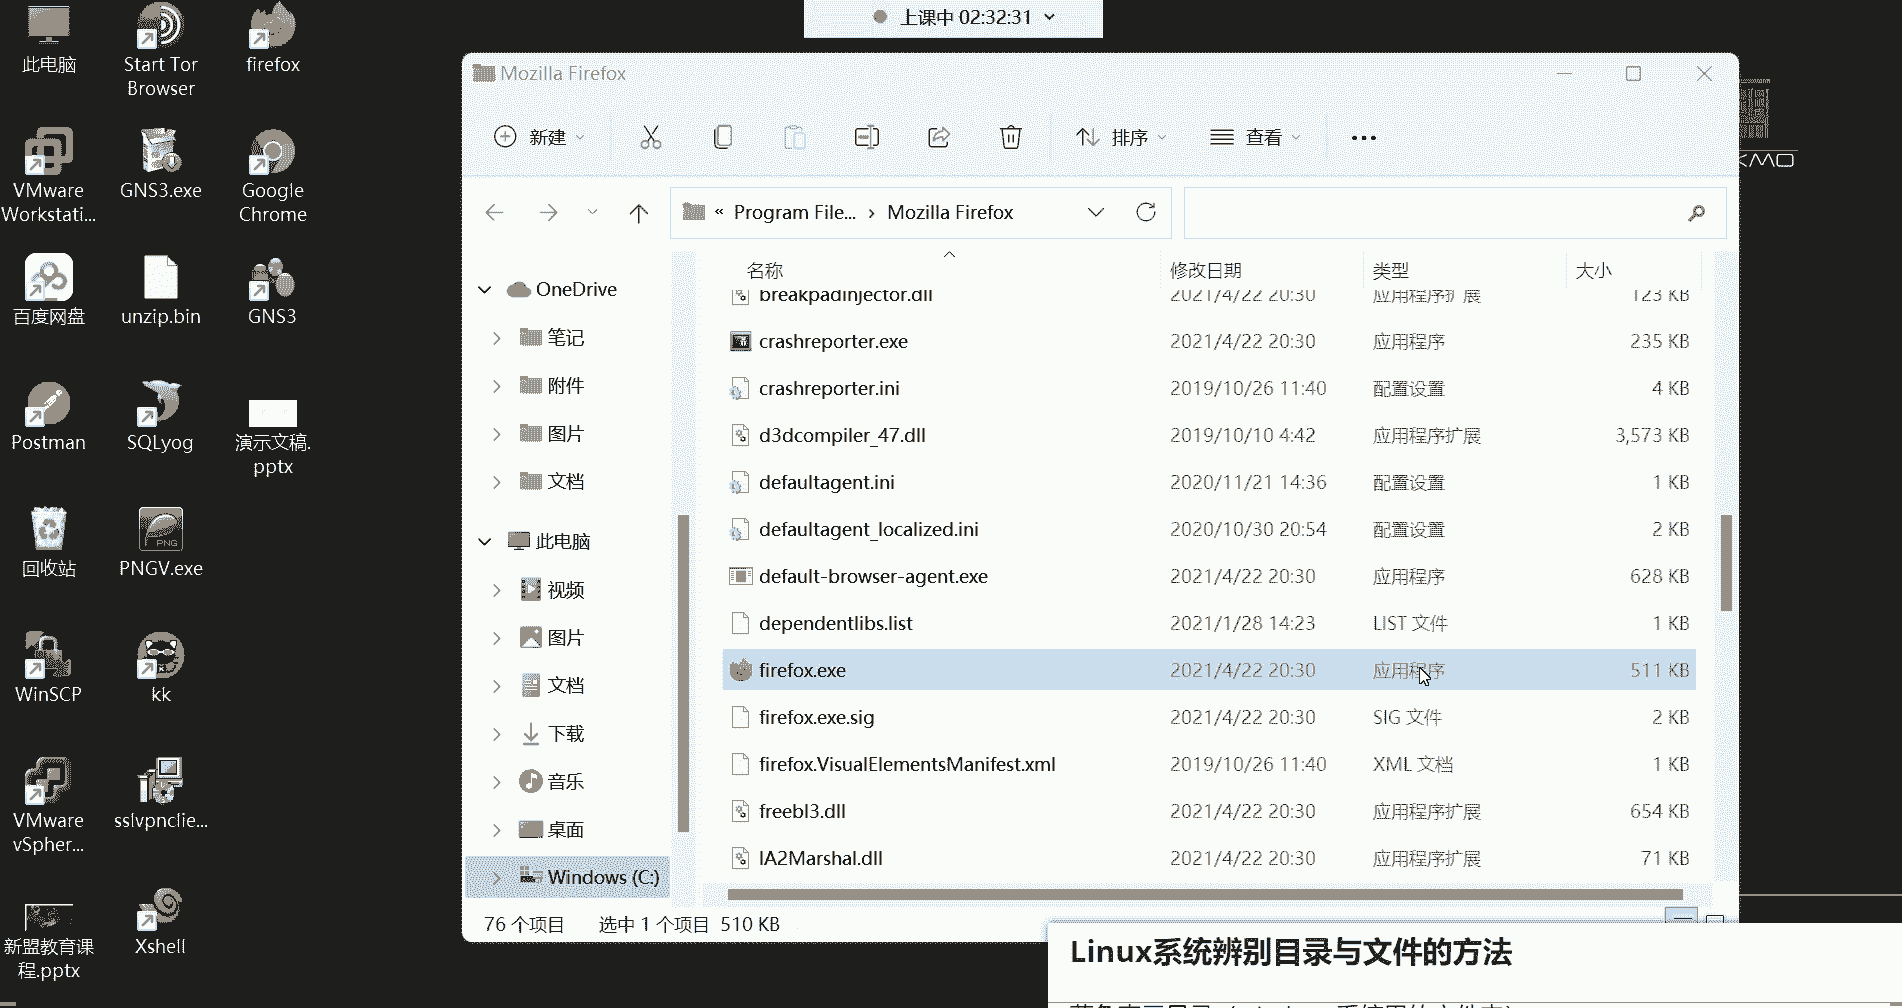 上课中 02:32:31
此电脑
Start Tor
Browser
firefox
VMware
Workstati...
GNS3.exe
Google
Chrome
百度网盘
unzip.bin
GNS3
Postman
SQLyog
演示文稿.
pptx
回收站
PNG
PNGV.exe
WinSCP
kk
VMware
vSpher...
sslvpnclie...
新盟教育课
程.pptx
Xshell
Mozilla Firefox
新建
排序
查看
« Program File... › Mozilla Firefox
OneDrive
笔记
附件
图片
文档
此电脑
视频
图片
文档
下载
音乐
桌面
Windows (C:)
名称 修改日期 类型 大小
breakpadinjector.dll 2021/4/22 20:30 应用程序扩展 123 KB
crashreporter.exe 2021/4/22 20:30 应用程序 235 KB
crashreporter.ini 2019/10/26 11:40 配置设置 4 KB
d3dcompiler_47.dll 2019/10/10 4:42 应用程序扩展 3,573 KB
defaultagent.ini 2020/11/21 14:36 配置设置 1 KB
defaultagent_localized.ini 2020/10/30 20:54 配置设置 2 KB
default-browser-agent.exe 2021/4/22 20:30 应用程序 628 KB
dependentlibs.list 2021/1/28 14:23 LIST 文件 1 KB
firefox.exe 2021/4/22 20:30 应用程序 511 KB
firefox.exe.sig 2021/4/22 20:30 SIG 文件 2 KB
firefox.VisualElementsManifest.xml 2019/10/26 11:40 XML 文档 1 KB
freebl3.dll 2021/4/22 20:30 应用程序扩展 654 KB
IA2Marshal.dll 2021/4/22 20:30 应用程序扩展 71 KB
76 个项目 选中 1 个项目 510 KB
Linux系统辨别目录与文件的方法